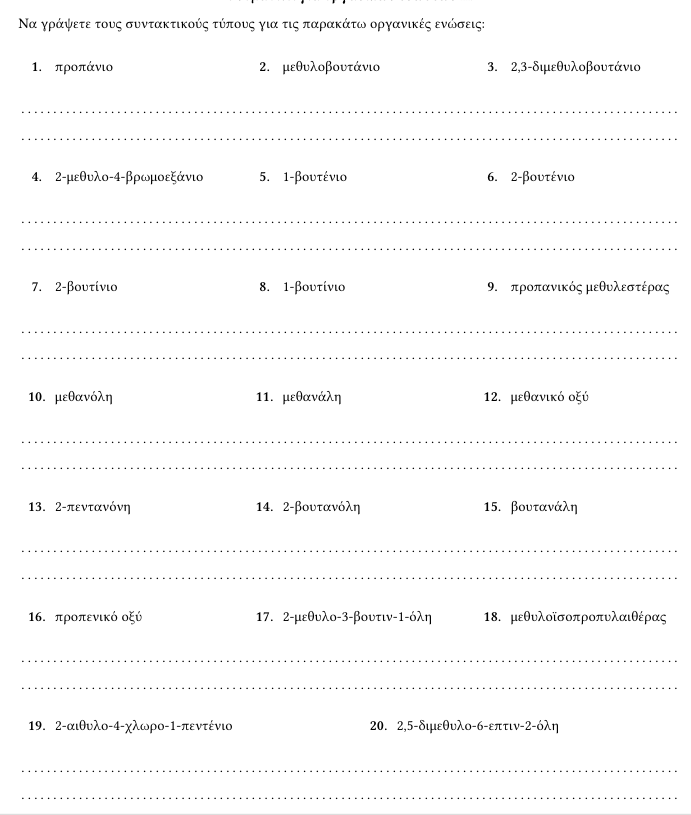 Να γράψετε τους συντακτικούς τύπους για τις παρακάτω οργανικές ενώσεις:
1. προπάνιο 2. μεθυλοβουτάνιο 3. 2,3-διμεθυλοβουτάνιο
4. 2-μεθυλο-4-βρωμοεξάνιο 5. 1-βουτένιο 6. 2-βουτένιο
7. 2-βουτίνιο 8. 1-βουτίνιο 9. προπανικός μεθυλεστέρας
10. μεθανόλη 11. μεθανάλη 12. μεθανικό οξύ
13. 2-πεντανόνη 14. 2-βουτανόλη 15. βουτανάλη
16. προπενικό οξύ 17. 2-μεθυλο-3-βουτιν-1-όλη 18. μεθυλοϊσοπροπυλαιθέρας
19. 2-αιθυλο-4-χλωρο-1-πεντένιο 20. 2,5-διμεθυλο-6-επτιν-2-όλη